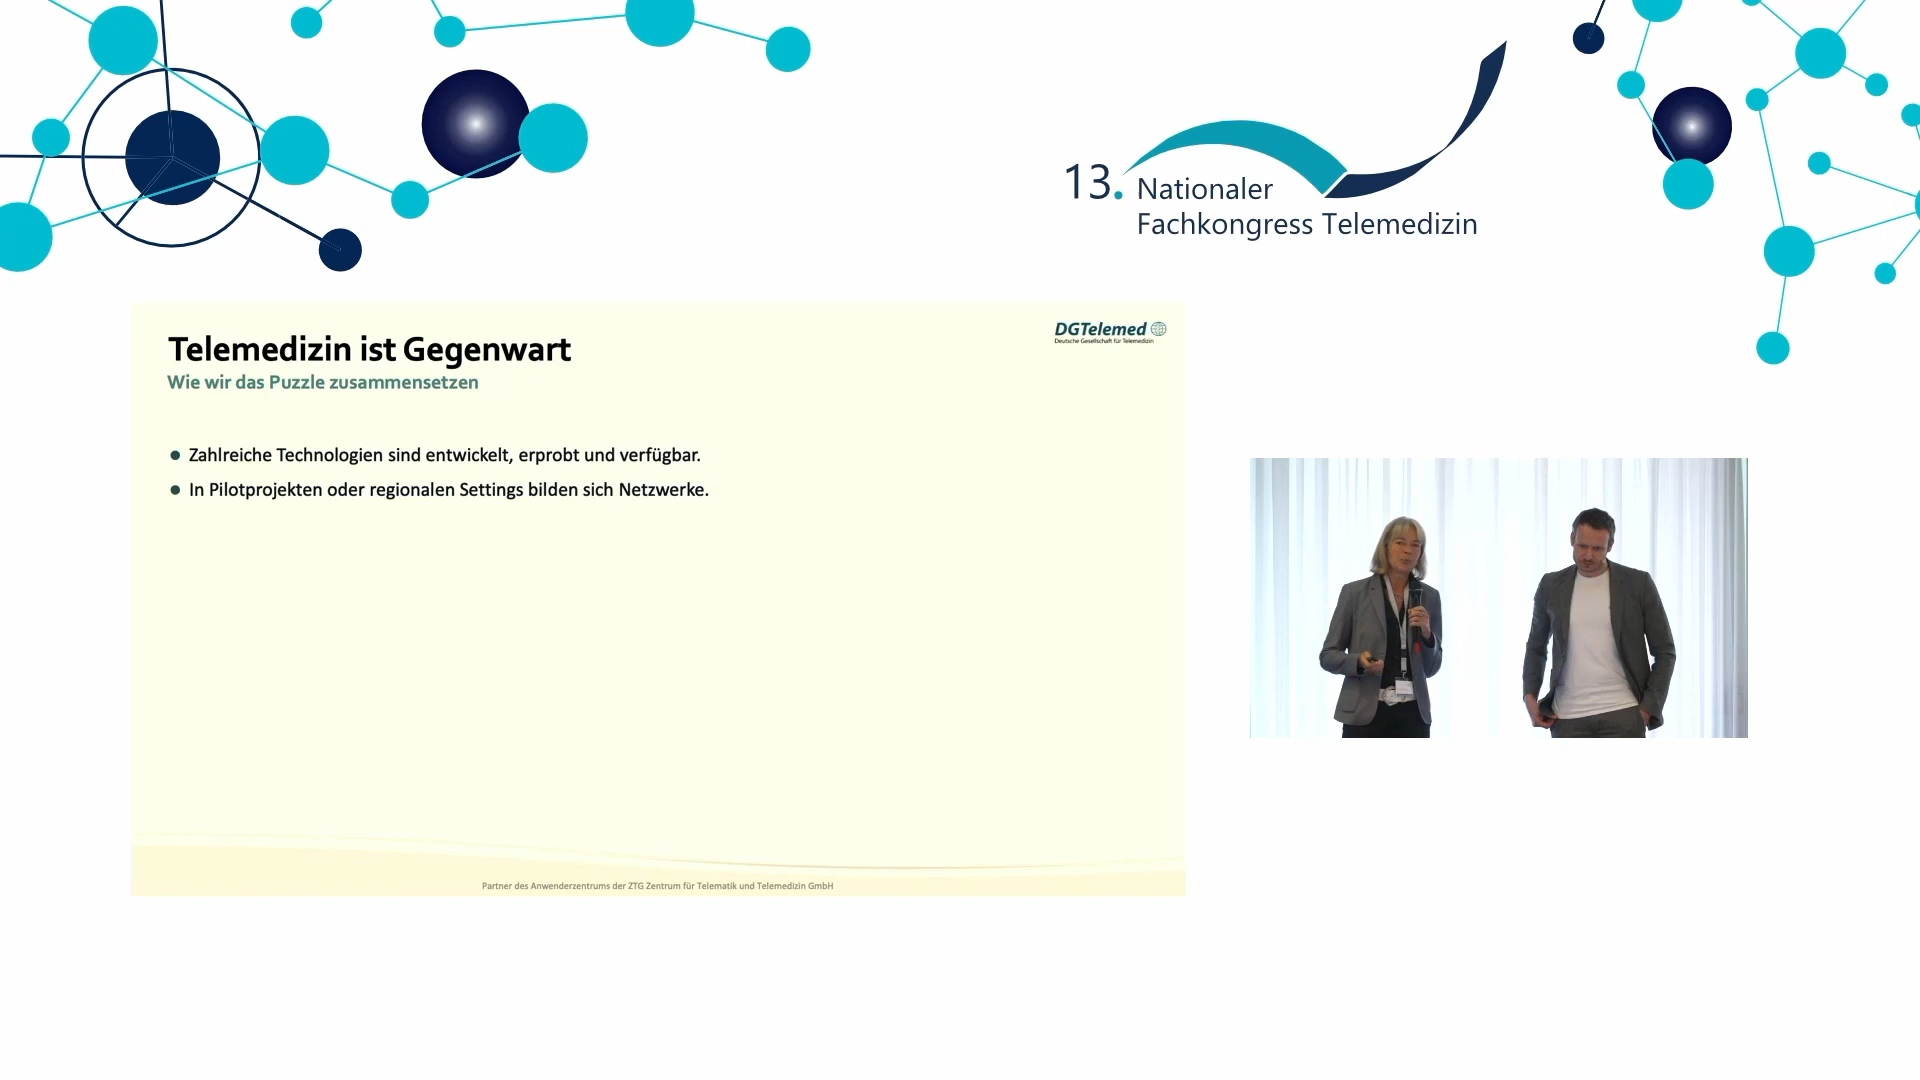 13. Nationaler
Fachkongress Telemedizin
Telemedizin ist Gegenwart
Wie wir das Puzzle zusammensetzen
DGTelemed
Deutsche Gesellschaft für Telemedizin
Zahlreiche Technologien sind entwickelt, erprobt und verfügbar.
In Pilotprojekten oder regionalen Settings bilden sich Netzwerke.
Partner des Anwenderzentrums der ZTG Zentrum für Telematik und Telemedizin GmbH